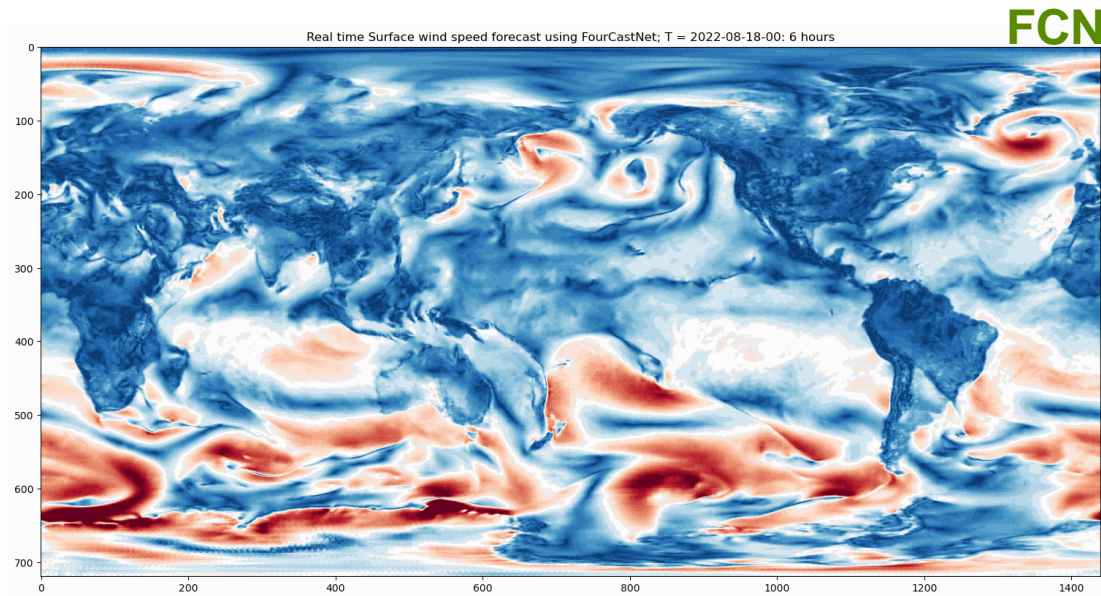 FCN
Real time Surface wind speed forecast using FourCastNet; T = 2022-08-18-00: 6 hours
0
100
200
300
400
500
600
700
0 200 400 600 800 1000 1200 1400